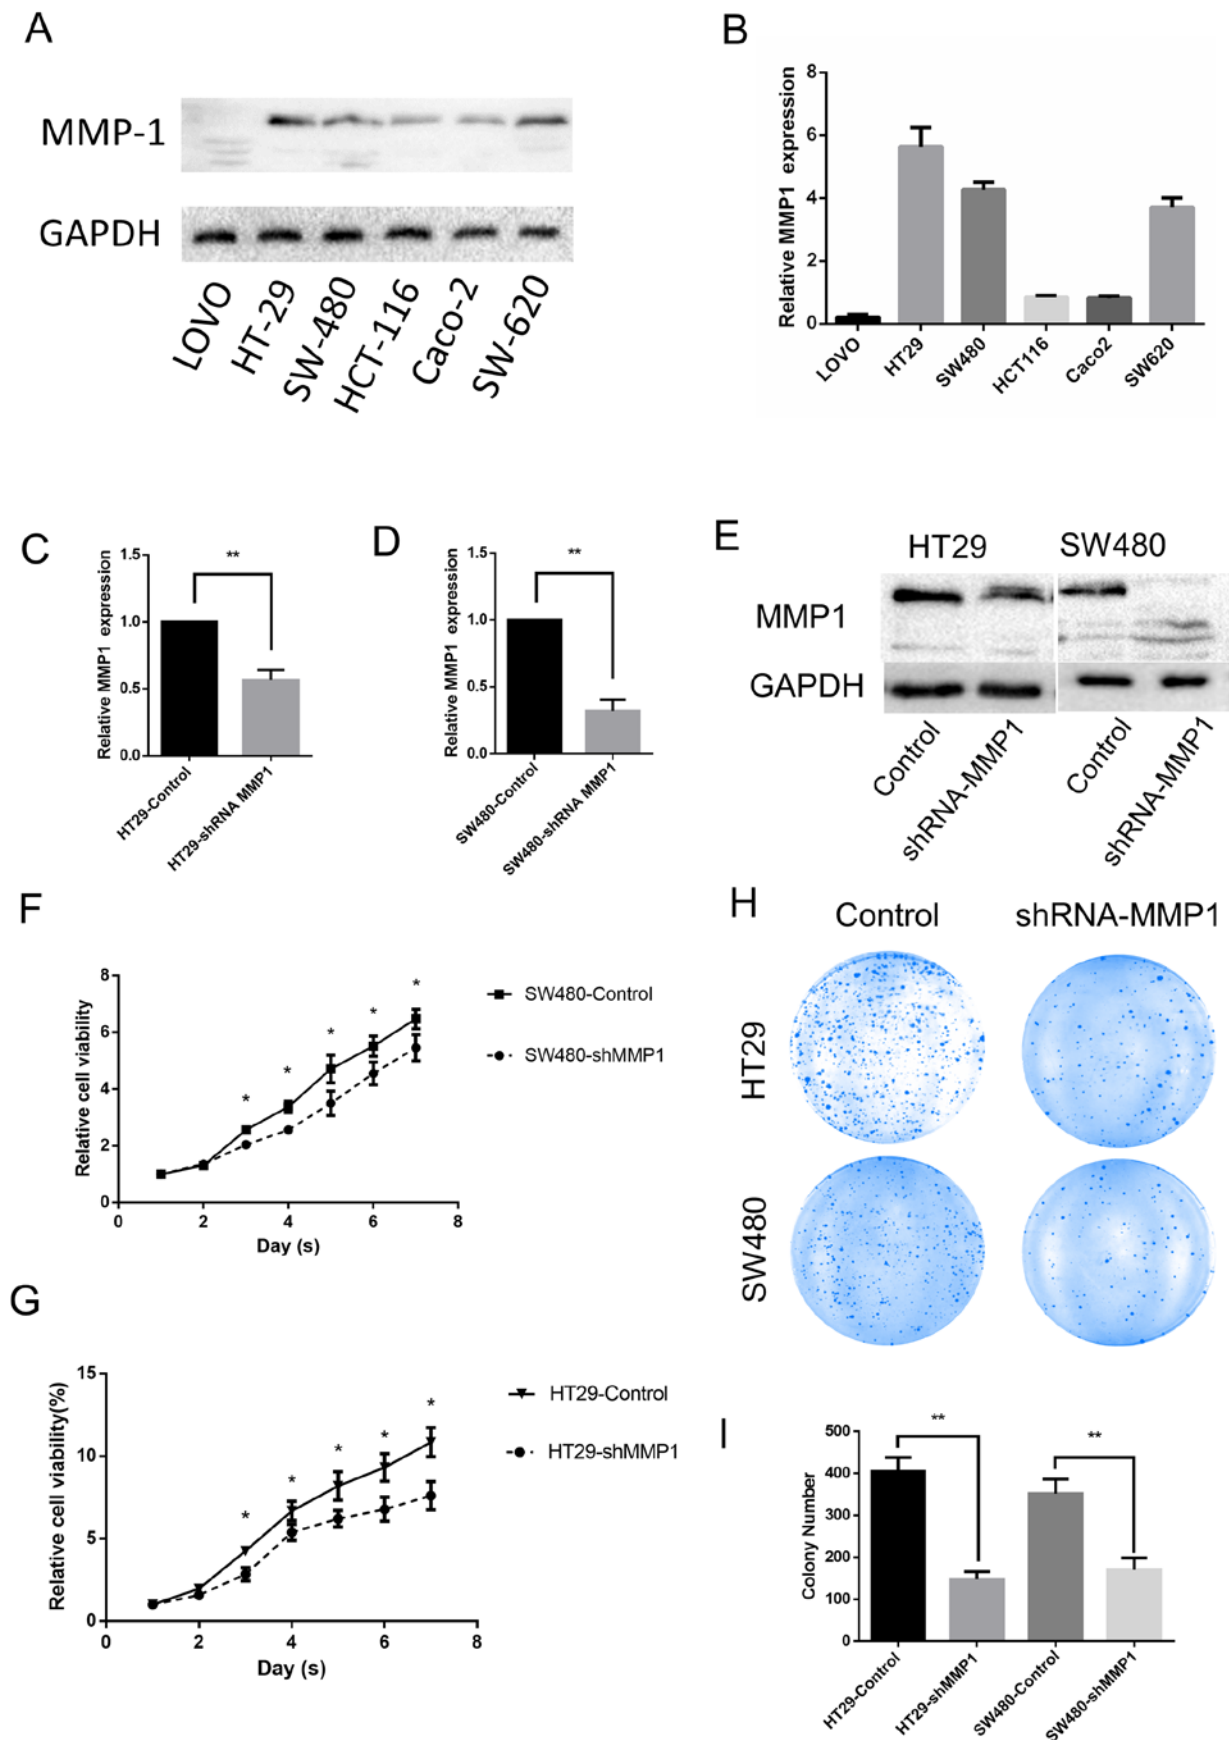 A
MMP-1
GAPDH
LOVO
HT-29
SW-480
HCT-116
Caco-2
SW-620
B
Relative MMP1 expression
8
6
4
2
0
LOVO
HT29
SW480
HCT116
Caco2
SW620
C
Relative MMP1 expression
1.5
1.0
0.5
0.0
**
HT29-Control
HT29-shRNA MMP1
D
Relative MMP1 expression
1.5
1.0
0.5
0.0
**
SW480-Control
SW480-shRNA MMP1
E
HT29 SW480
MMP1
GAPDH
Control
shRNA-MMP1
Control
shRNA-MMP1
F
Relative cell viability
8
6
4
2
0
* * * * *
0 2 4 6 8
Day (s)
SW480-Control
SW480-shMMP1
G
Relative cell viability(%)
15
10
5
0
* * * * *
0 2 4 6 8
Day (s)
HT29-Control
HT29-shMMP1
H
Control shRNA-MMP1
HT29
SW480
I
Colony Number
500
400
300
200
100
0
** **
HT29-Control
HT29-shMMP1
SW480-Control
SW480-shMMP1